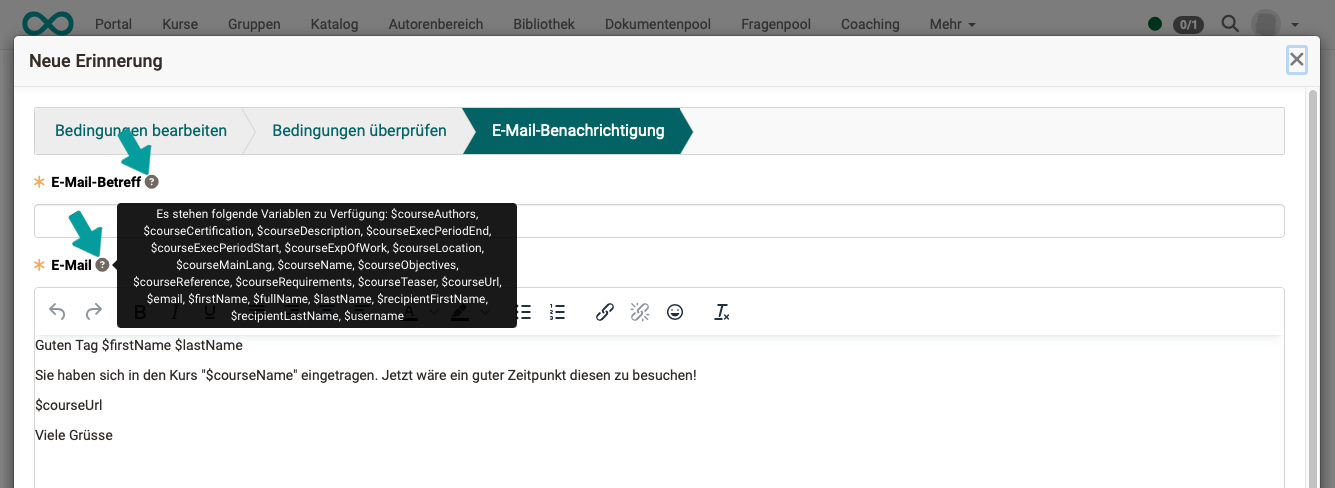 Portal Kurse Gruppen Katalog Autorenbereich Bibliothek Dokumentenpool Fragenpool Coaching Mehr 0/1
Neue Erinnerung
Bedingungen bearbeiten Bedingungen überprüfen E-Mail-Benachrichtigung
E-Mail-Betreff ?
Es stehen folgende Variablen zu Verfügung: $courseAuthors,
$courseCertification, $courseDescription, $courseExecPeriodEnd,
$courseExecPeriodStart, $courseExpOfWork, $courseLocation,
$courseMainLang, $courseName, $courseObjectives,
$courseReference, $courseRequirements, $courseTeaser, $courseUrl,
$email, $firstName, $fullName, $lastName, $recipientFirstName,
$recipientLastName, $username
E-Mail ?
Guten Tag $firstName $lastName
Sie haben sich in den Kurs "$courseName" eingetragen. Jetzt wäre ein guter Zeitpunkt diesen zu besuchen!
$courseUrl
Viele Grüsse